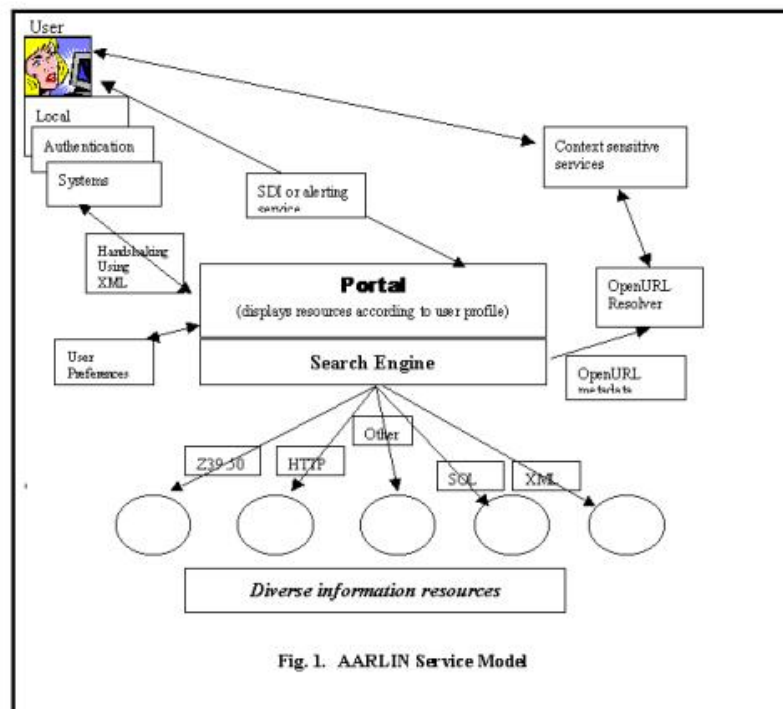 User
Local
Authentication
Systems
Context sensitive
services
SDI or alerting
service
Handshaking
Using
XML
Portal
(displays resources according to user profile)
OpenURL
Resolver
User
Preferences
Search Engine
OpenURL
metadata
Other
Z39.50
HTTP
SQL
XML
Diverse information resources
Fig. 1. AARLIN Service Model